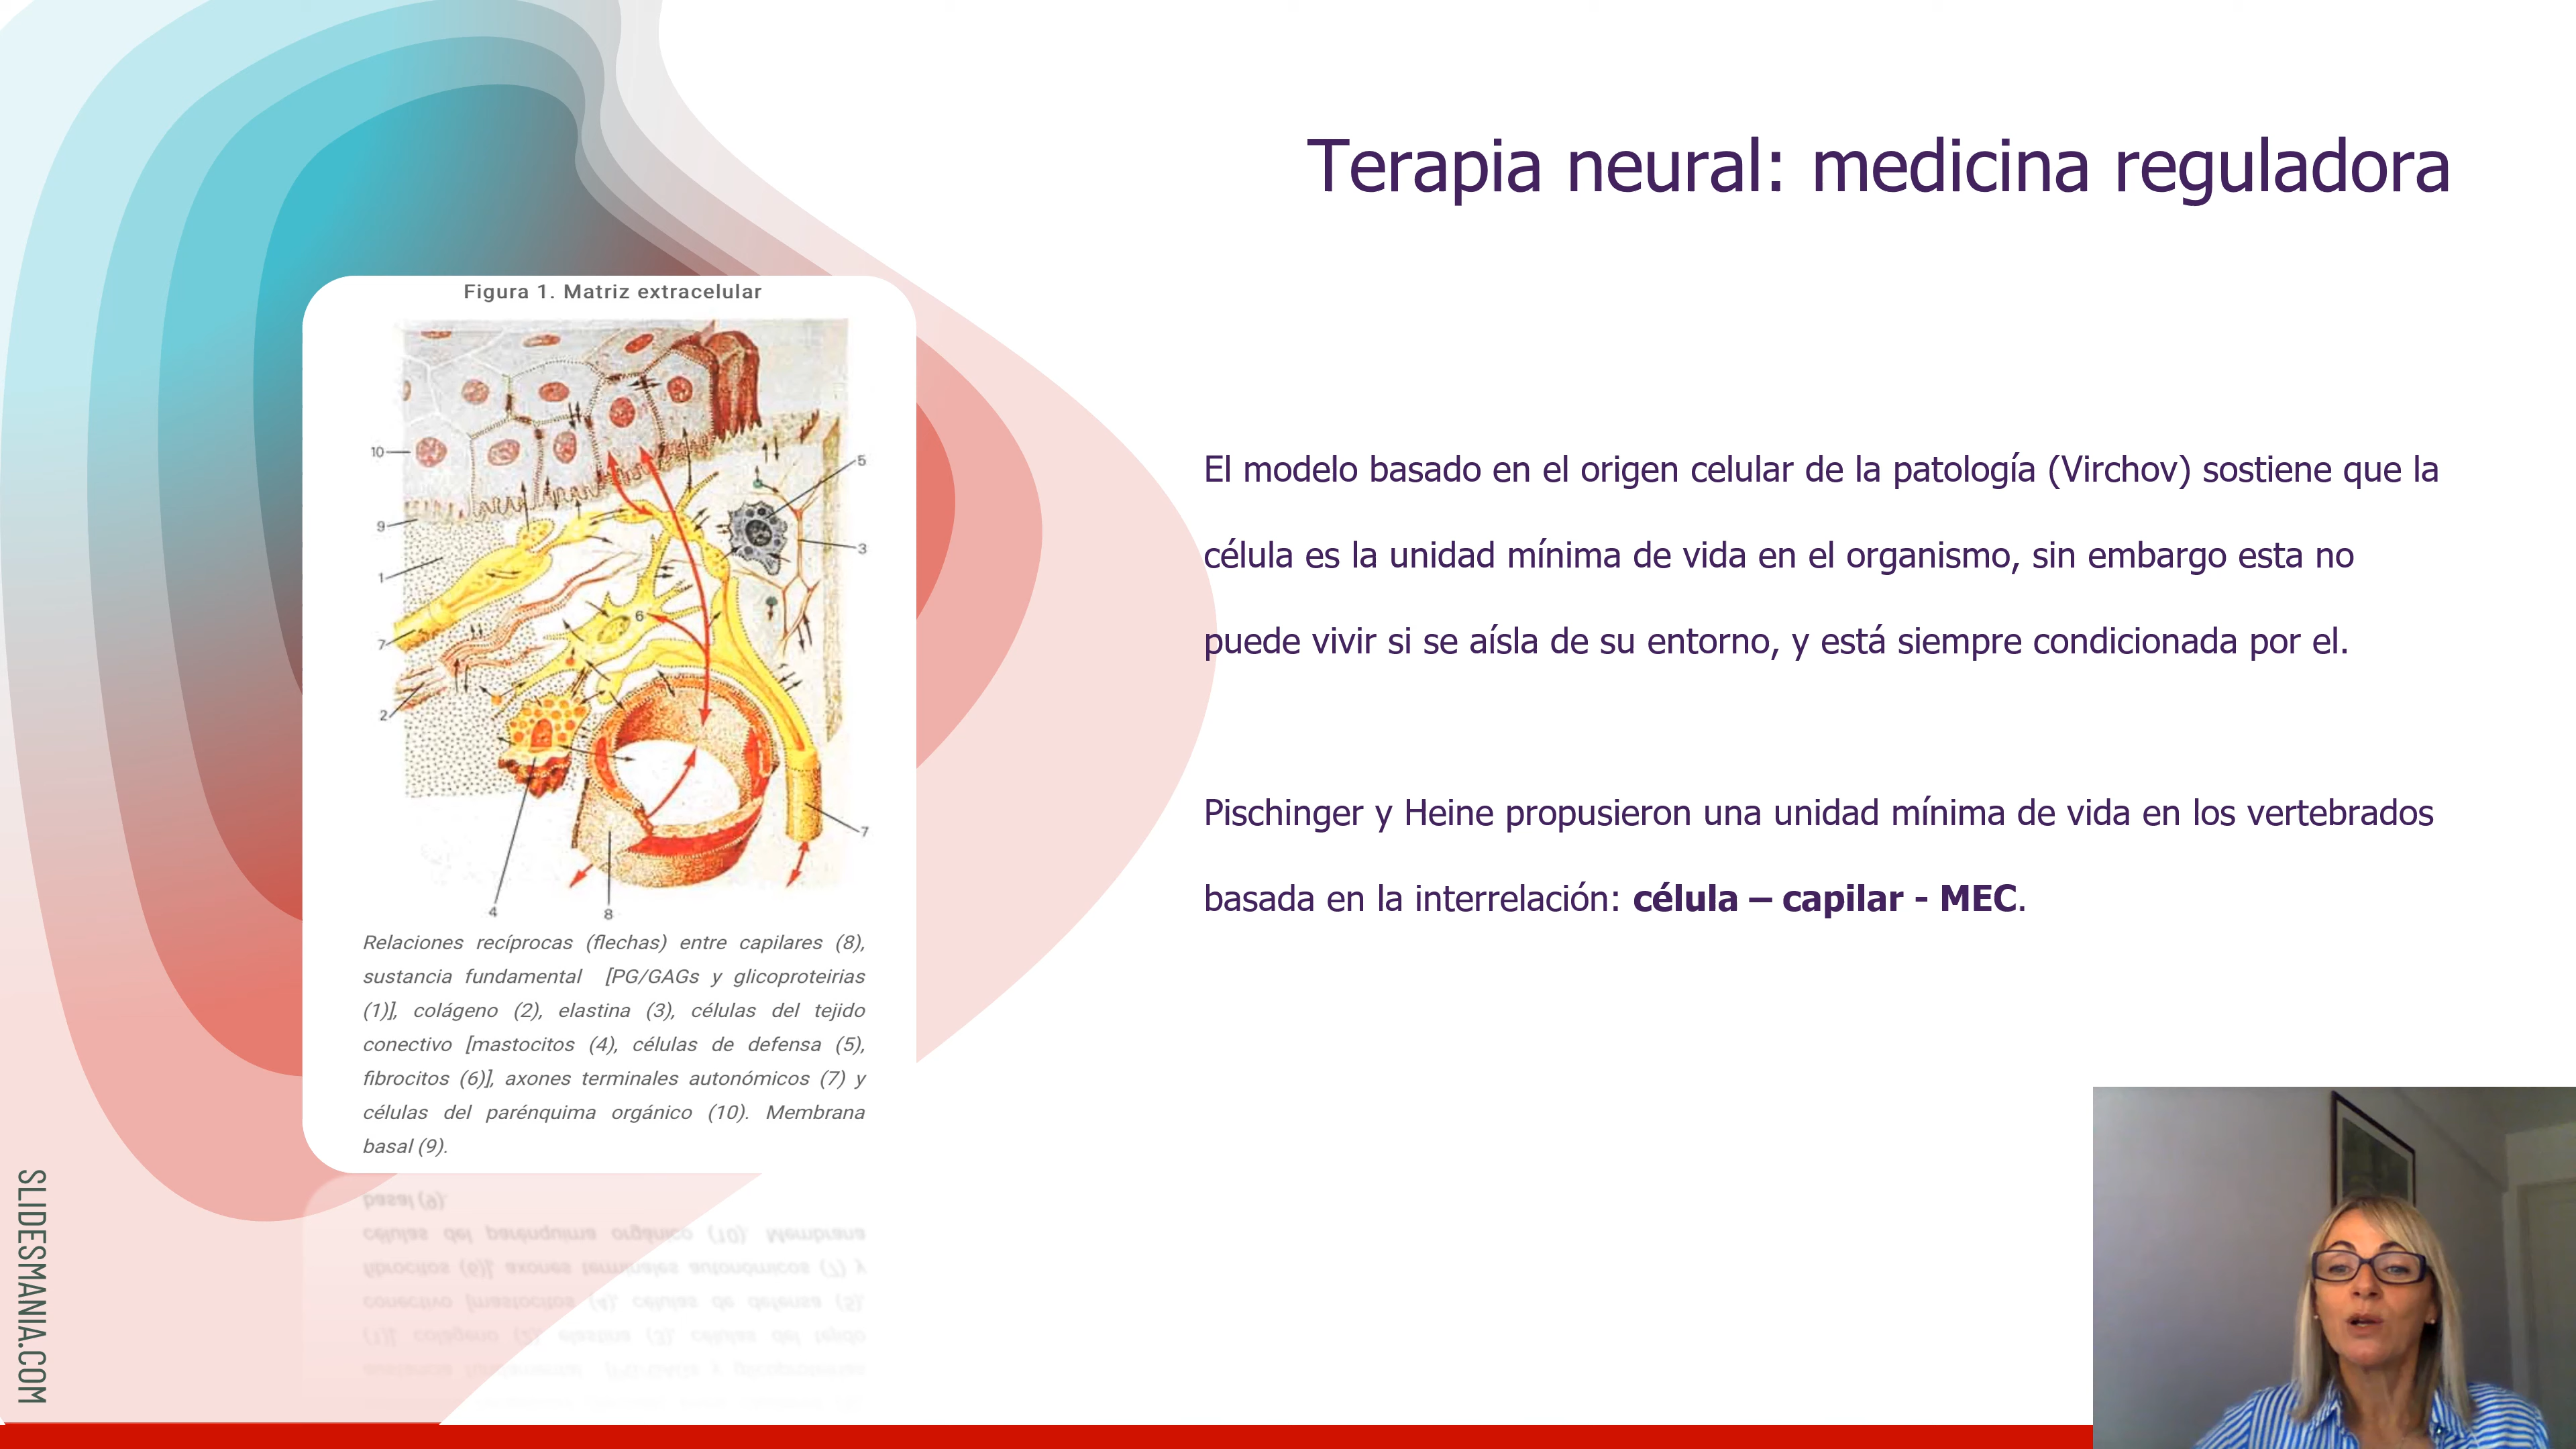 Terapia neural: medicina reguladora
Figura 1. Matriz extracelular
10
5
9
3
1
6
7
2
7
4
8
Relaciones recíprocas (flechas) entre capilares (8),
sustancia fundamental [PG/GAGs y glicoproteirias
(1)], colágeno (2), elastina (3), células del tejido
conectivo [mastocitos (4), células de defensa (5),
fibrocitos (6)], axones terminales autonómicos (7) y
células del parénquima orgánico (10). Membrana
basal (9).
El modelo basado en el origen celular de la patología (Virchov) sostiene que la
célula es la unidad mínima de vida en el organismo, sin embargo esta no
puede vivir si se aísla de su entorno, y está siempre condicionada por el.
Pischinger y Heine propusieron una unidad mínima de vida en los vertebrados
basada en la interrelación: célula – capilar - MEC.
SLIDESMANIA.COM